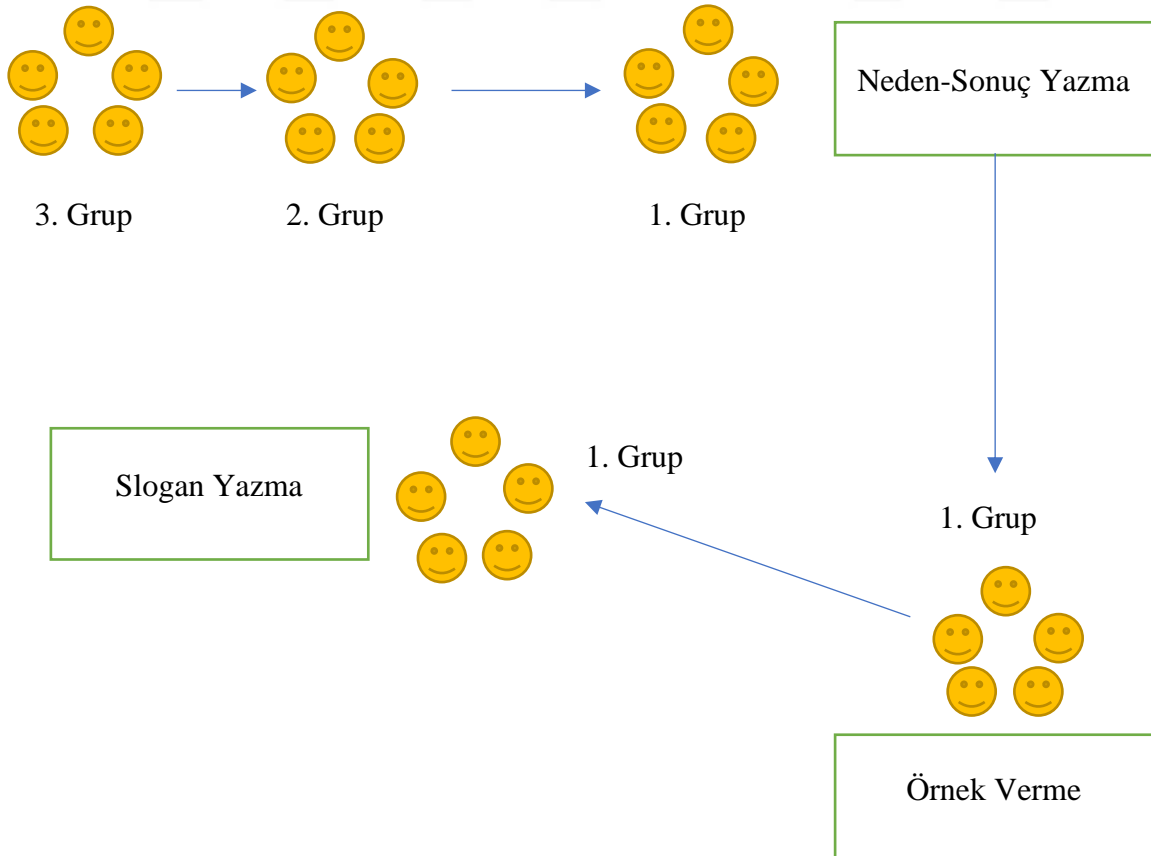 Neden-Sonuç Yazma
3. Grup
2. Grup
1. Grup
Slogan Yazma
1. Grup
1. Grup
Örnek Verme